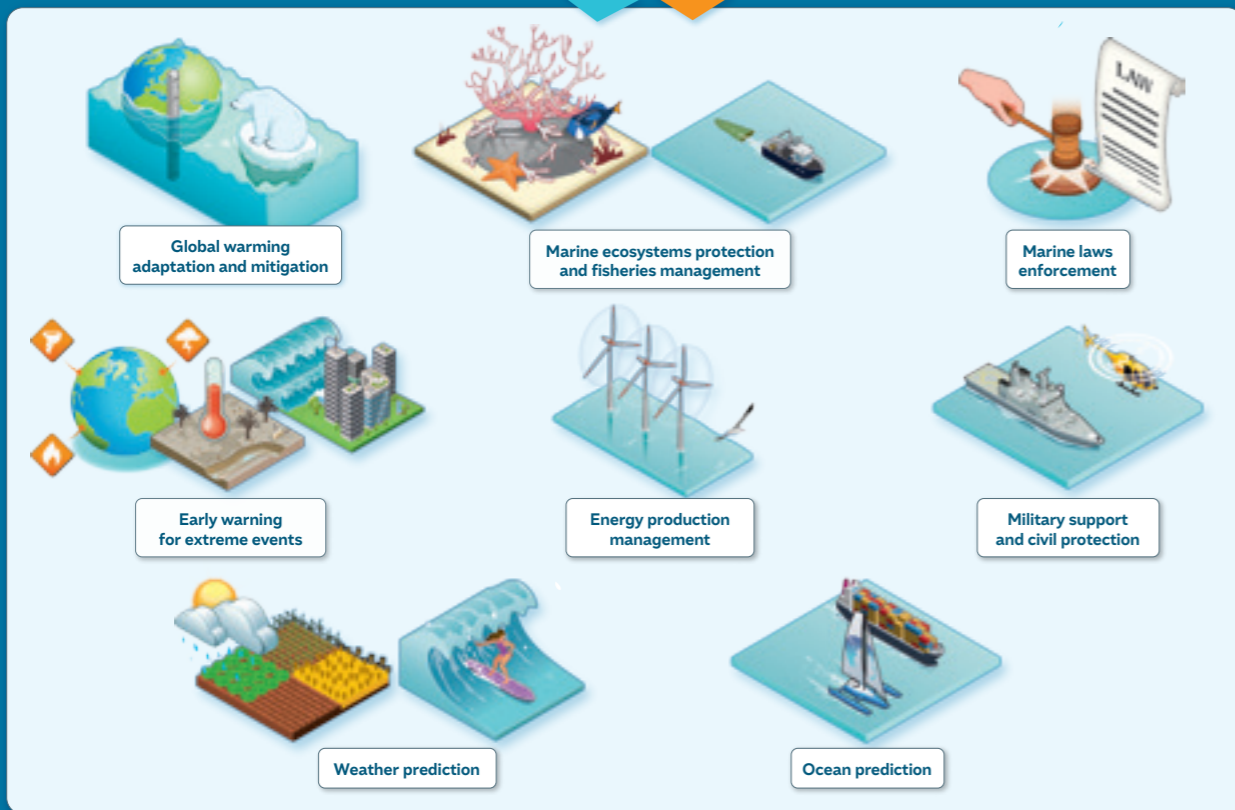 LAW
Global warming
adaptation and mitigation
Marine ecosystems protection
and fisheries management
Marine laws
enforcement
Early warning
for extreme events
Energy production
management
Military support
and civil protection
Weather prediction
Ocean prediction